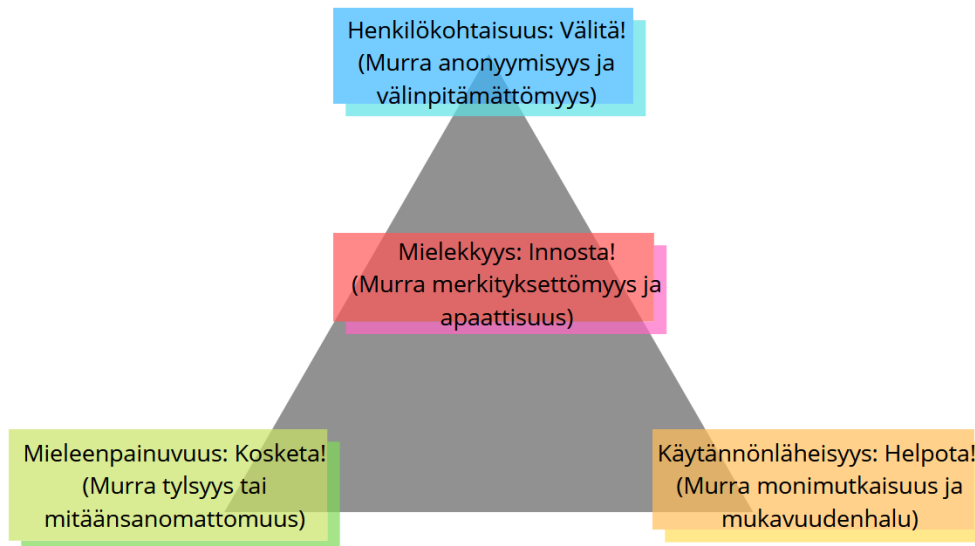 Henkilökohtaisuus: Välitä!
(Murra anonyymisyys ja
välinpitämättömyys)
Mielekkyys: Innosta!
(Murra merkityksettömyys ja
apaattisuus)
Mieleenpainuvuus: Kosketa!
(Murra tylsyys tai
mitäänsanomattomuus)
Käytännönläheisyys: Helpota!
(Murra monimutkaisuus ja
mukavuudenhalu)